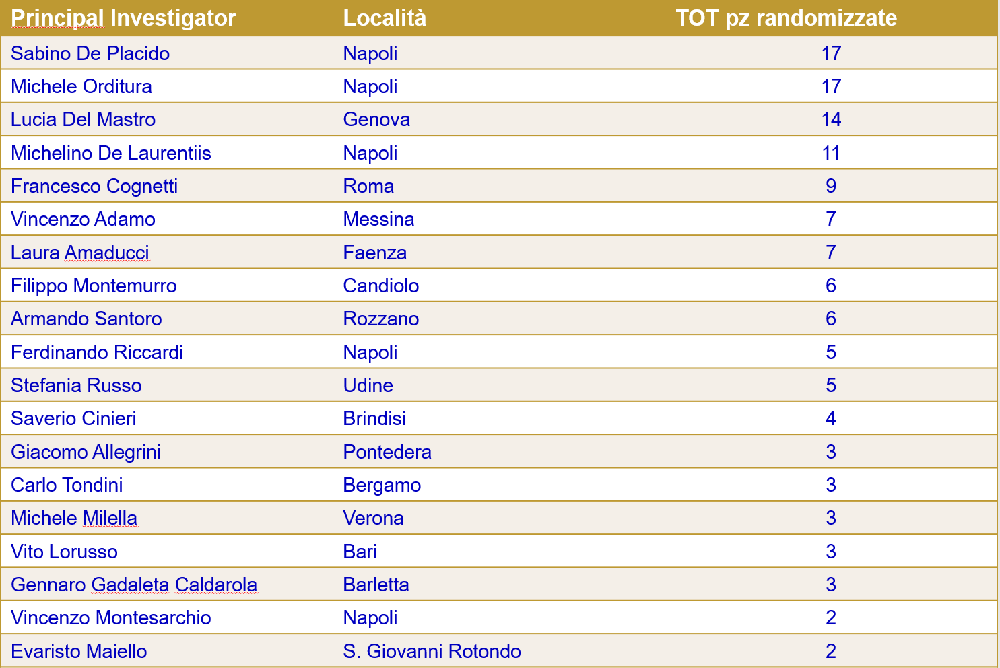 Principal Investigator Località TOT pz randomizzate
Sabino De Placido Napoli 17
Michele Orditura Napoli 17
Lucia Del Mastro Genova 14
Michelino De Laurentiis Napoli 11
Francesco Cognetti Roma 9
Vincenzo Adamo Messina 7
Laura Amaducci Faenza 7
Filippo Montemurro Candiolo 6
Armando Santoro Rozzano 6
Ferdinando Riccardi Napoli 5
Stefania Russo Udine 5
Saverio Cinieri Brindisi 4
Giacomo Allegrini Pontedera 3
Carlo Tondini Bergamo 3
Michele Milella Verona 3
Vito Lorusso Bari 3
Gennaro Gadaleta Caldarola Barletta 3
Vincenzo Montesarchio Napoli 2
Evaristo Maiello S. Giovanni Rotondo 2